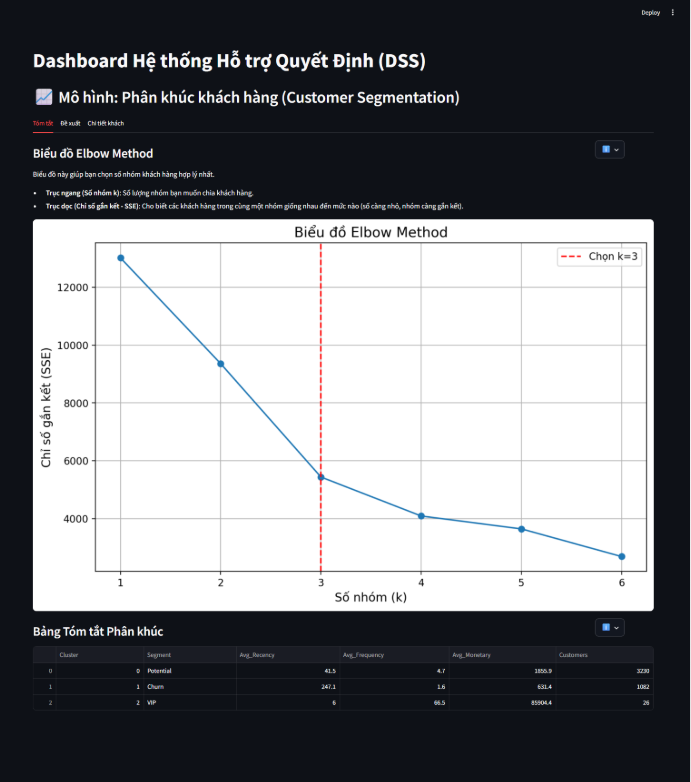 Deploy
Dashboard Hệ thống Hỗ trợ Quyết Định (DSS)
Mô hình: Phân khúc khách hàng (Customer Segmentation)
Tóm tắt Đề xuất Chi tiết khách
Biểu đồ Elbow Method
Biểu đồ này giúp bạn chọn số nhóm khách hàng hợp lý nhất.
• Trục ngang (Số nhóm k): Số lượng nhóm bạn muốn chia khách hàng.
• Trục dọc (Chỉ số gắn kết - SSE): Cho biết các khách hàng trong cùng một nhóm giống nhau đến mức nào (số càng nhỏ, nhóm càng gắn kết).
Biểu đồ Elbow Method
Chọn k=3
12000
10000
8000
6000
4000
Chỉ số gắn kết (SSE)
1 2 3 4 5 6
Số nhóm (k)
Bảng Tóm tắt Phân khúc
Cluster Segment Avg_Recency Avg_Frequency Avg_Monetary Customers
0 0 Potential 41.5 4.7 1855.9 3230
1 1 Churn 247.1 1.6 631.4 1082
2 2 VIP 6 66.5 85904.4 26